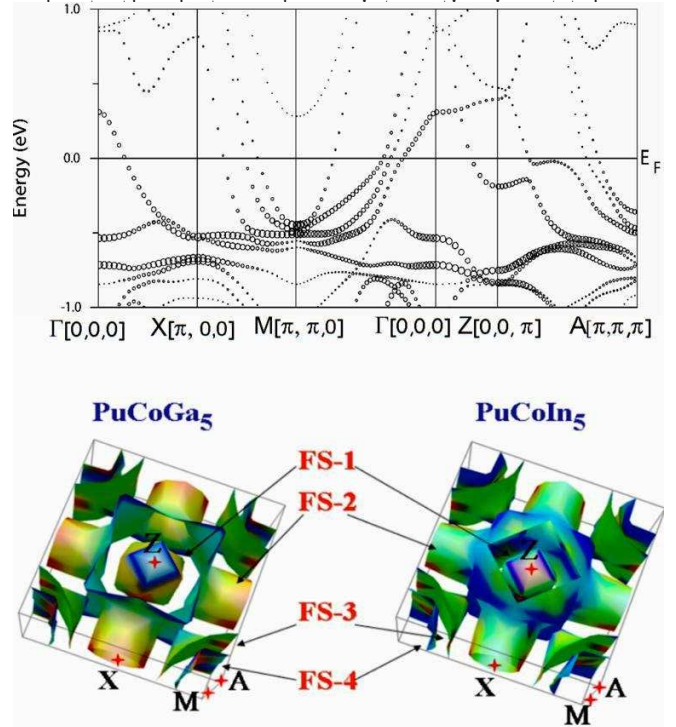 1.0
Energy (eV)
0.0
E F
-1.0
Γ[0,0,0] X[π, 0,0] M[π, π,0] Γ[0,0,0] Z[0,0, π] A[π,π,π]
PuCoGa5 PuCoIn5
FS-1
FS-2
Z Z
FS-3
FS-4
X M A
X M A